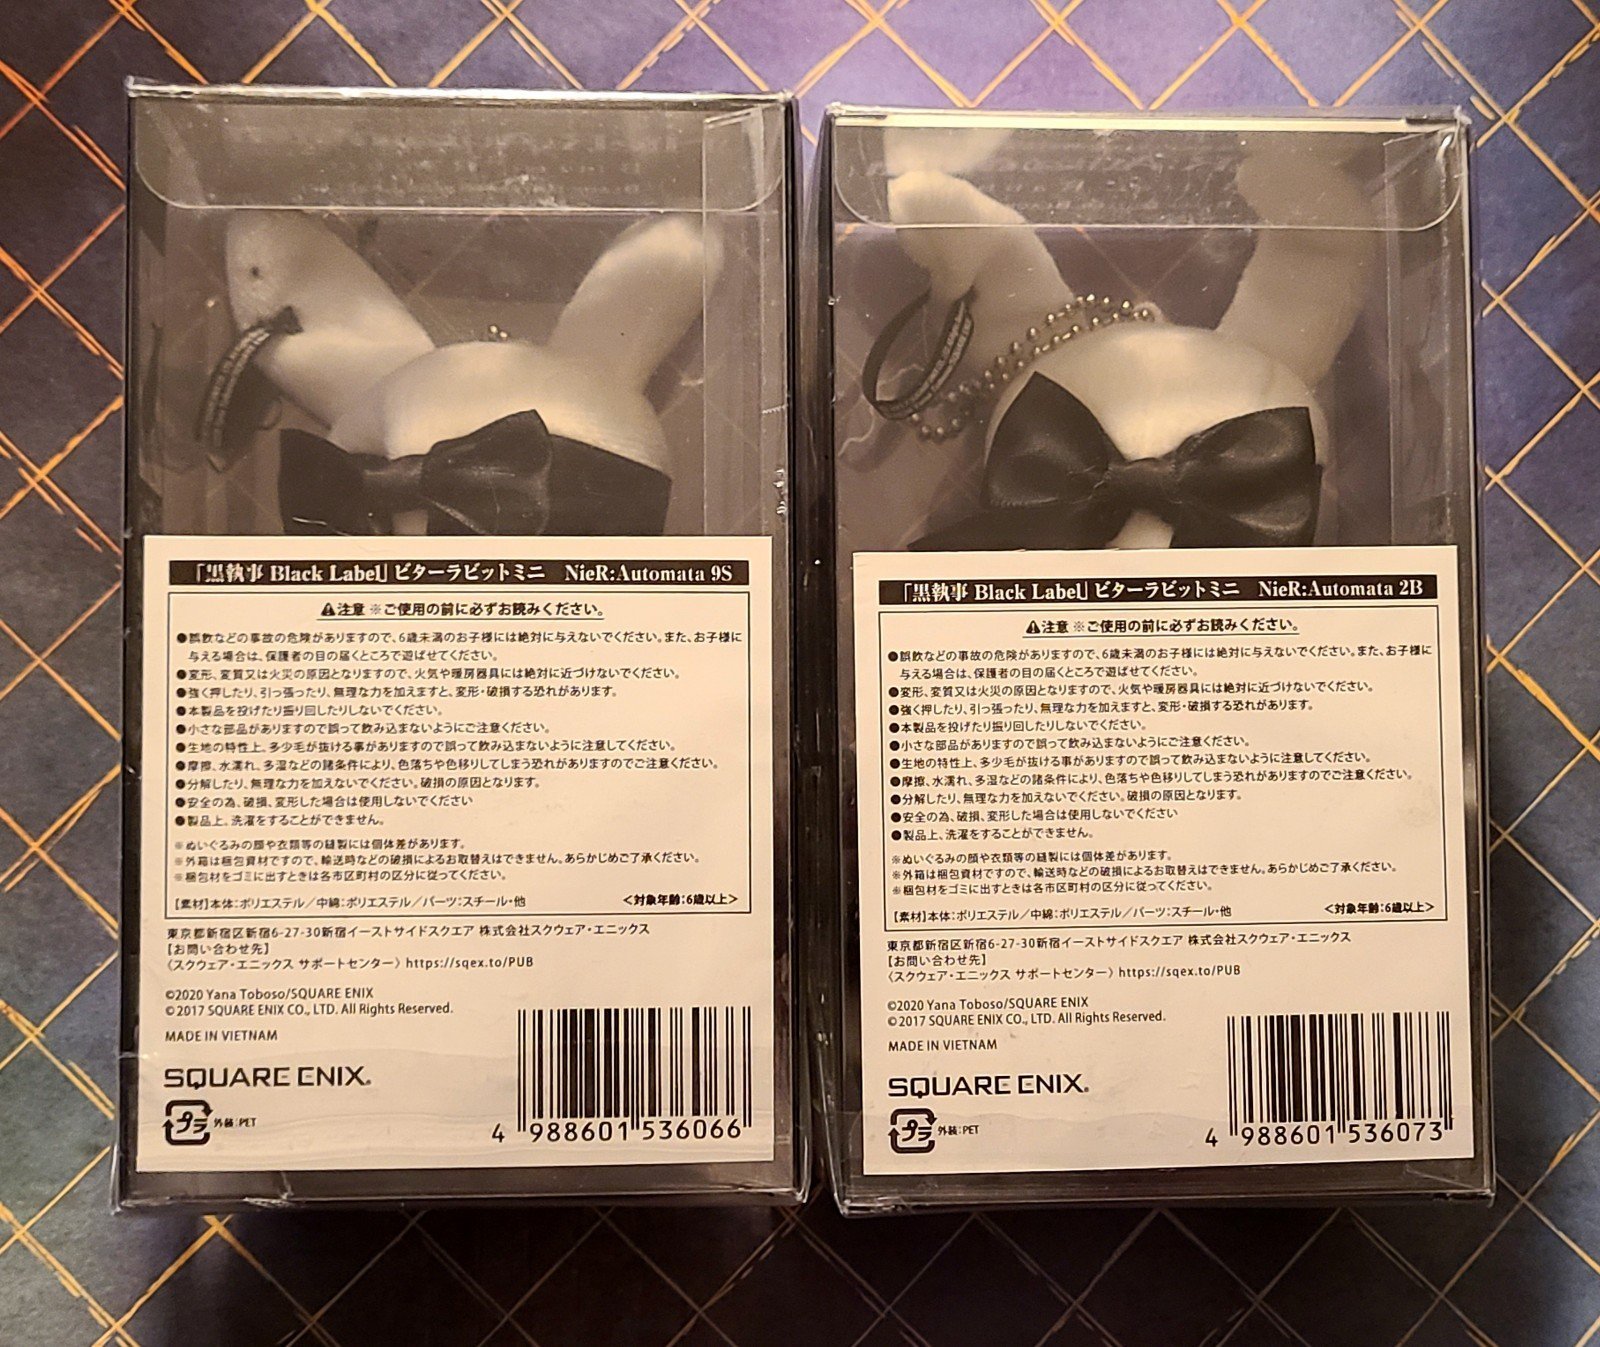 「黒執事 Black Label」ビターラビットミニ NieR:Automata 9S
⚠注意 ※ご使用の前に必ずお読みください。
●誤飲などの事故の危険がありますので、6歳未満のお子様には絶対に与えないでください。また、お子様に
与える場合は、保護者の目の届くところで遊ばせてください。
●変形、変質又は火災の原因となりますので、火気や暖房器具には絶対に近づけないでください。
●強く押したり、引っ張ったり、無理な力を加えますと、変形・破損する恐れがあります。
●本製品を投げたり振り回したりしないでください。
●小さな部品がありますので誤って飲み込まないようにご注意ください。
●生地の特性上、多少毛が抜ける事がありますので誤って飲み込まないように注意してください。
●摩擦、水濡れ、多湿などの諸条件により、色落ちや色移りしてしまう恐れがありますのでご注意ください。
●分解したり、無理な力を加えないでください。破損の原因となります。
●安全の為、破損、変形した場合は使用しないでください
●製品上、洗濯をすることができません。
※ぬいぐるみの顔や衣類等の縫製には個体差があります。
※外箱は梱包資材ですので、輸送時などの破損によるお取替えはできません。あらかじめご了承ください。
※梱包材をゴミに出すときは各市区町村の区分に従ってください。
【素材】本体:ポリエステル/中綿:ポリエステル/パーツ:スチール・他 <対象年齢:6歳以上>
東京都新宿区新宿6-27-30新宿イーストサイドスクエア 株式会社スクウェア・エニックス
【お問い合わせ先】
〈スクウェア・エニックス サポートセンター〉https://sqex.to/PUB
©2020 Yana Toboso/SQUARE ENIX
©2017 SQUARE ENIX CO., LTD. All Rights Reserved.
MADE IN VIETNAM
SQUARE ENIX®
プラ 外装:PET
4 988601 536066
「黒執事 Black Label」ビターラビットミニ NieR:Automata 2B
⚠注意 ※ご使用の前に必ずお読みください。
●誤飲などの事故の危険がありますので、6歳未満のお子様には絶対に与えないでください。また、お子様に
与える場合は、保護者の目の届くところで遊ばせてください。
●変形、変質又は火災の原因となりますので、火気や暖房器具には絶対に近づけないでください。
●強く押したり、引っ張ったり、無理な力を加えますと、変形・破損する恐れがあります。
●本製品を投げたり振り回したりしないでください。
●小さな部品がありますので誤って飲み込まないようにご注意ください。
●生地の特性上、多少毛が抜ける事がありますので誤って飲み込まないように注意してください。
●摩擦、水濡れ、多湿などの諸条件により、色落ちや色移りしてしまう恐れがありますのでご注意ください。
●分解したり、無理な力を加えないでください。破損の原因となります。
●安全の為、破損、変形した場合は使用しないでください
●製品上、洗濯をすることができません。
※ぬいぐるみの顔や衣類等の縫製には個体差があります。
※外箱は梱包資材ですので、輸送時などの破損によるお取替えはできません。あらかじめご了承ください。
※梱包材をゴミに出すときは各市区町村の区分に従ってください。
【素材】本体:ポリエステル/中綿:ポリエステル/パーツ:スチール・他 <対象年齢:6歳以上>
東京都新宿区新宿6-27-30新宿イーストサイドスクエア 株式会社スクウェア・エニックス
【お問い合わせ先】
〈スクウェア・エニックス サポートセンター〉https://sqex.to/PUB
©2020 Yana Toboso/SQUARE ENIX
©2017 SQUARE ENIX CO., LTD. All Rights Reserved.
MADE IN VIETNAM
SQUARE ENIX®
プラ 外装:PET
4 988601 536073